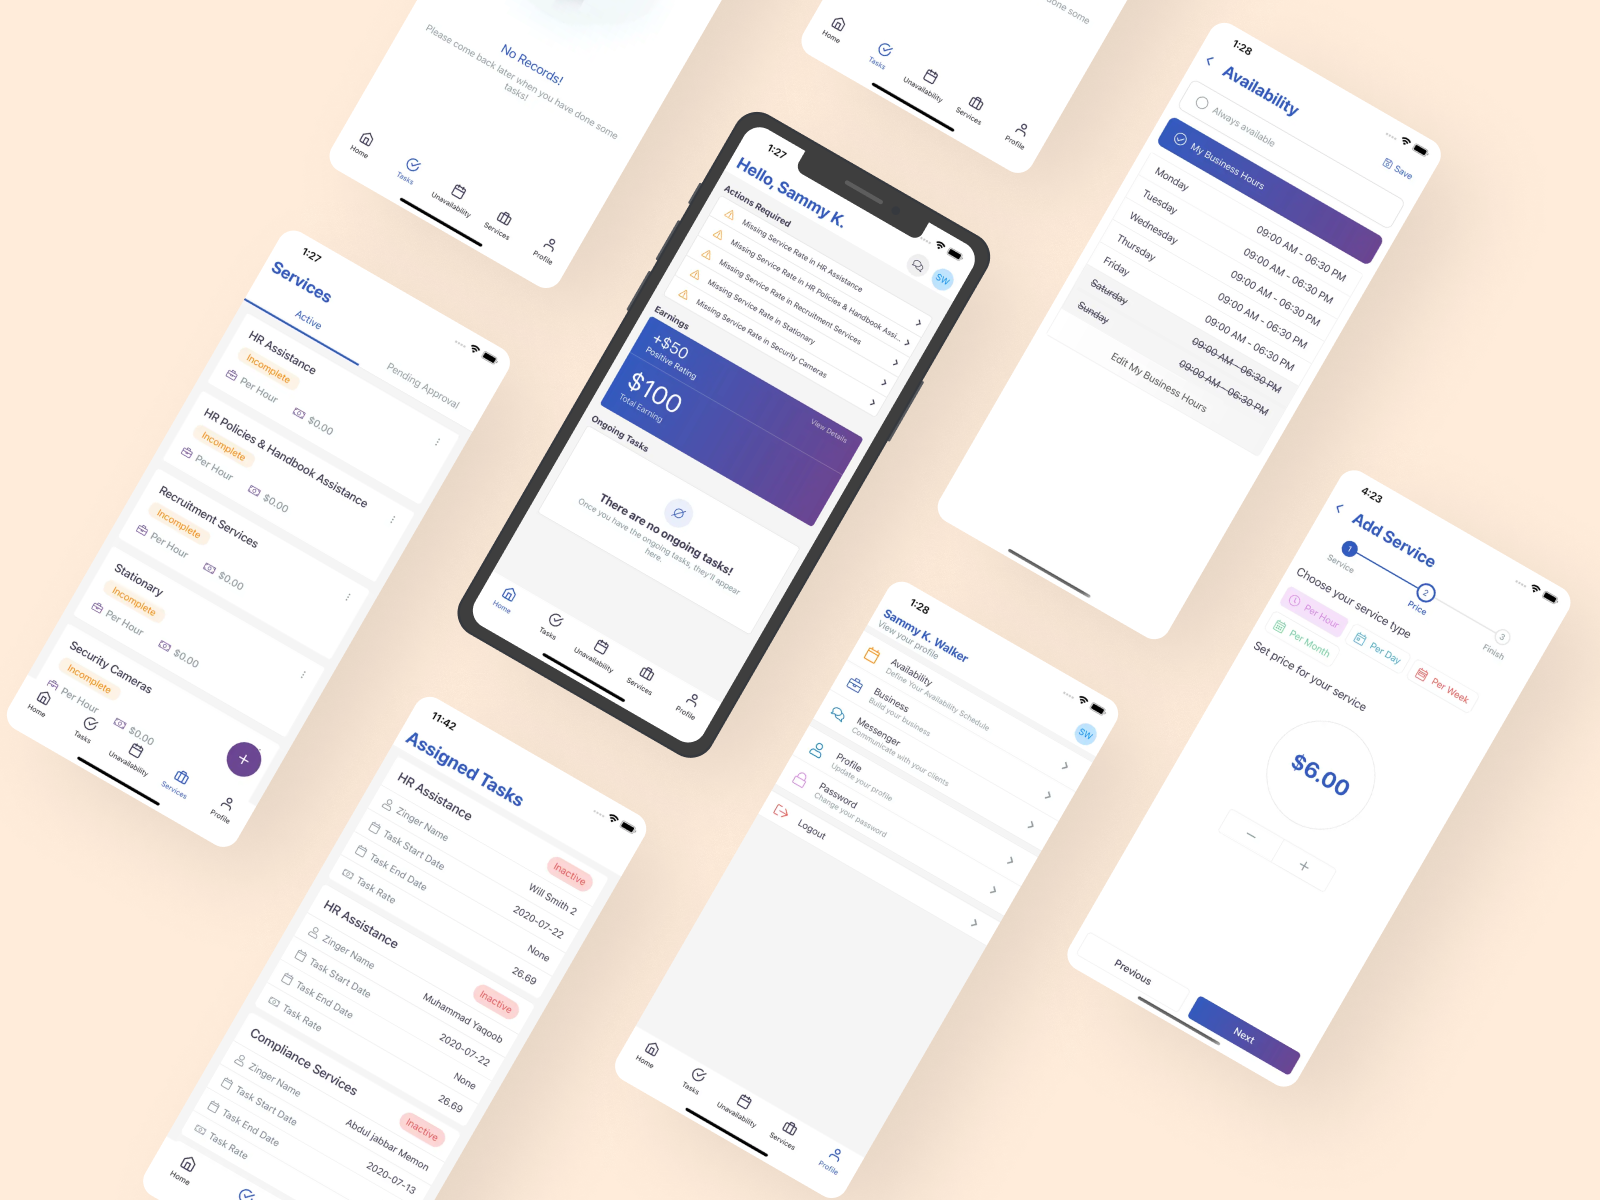 No Records!
Please come back later when you have done some
tasks!
Home
Tasks
Unavailability
Services
Profile
done some
Home
Tasks
Unavailability
Services
Profile
1:27
Hello, Sammy K.
SW
Actions Required
Missing Service Rate in HR Assistance
Missing Service Rate in HR Policies & Handbook Assi...
Missing Service Rate in Recruitment Services
Missing Service Rate in Stationary
Missing Service Rate in Security Cameras
Earnings
+$50
Positive Rating
$100
Total Earning
View Details
Ongoing Tasks
There are no ongoing tasks!
Once you have the ongoing tasks, they'll appear
here.
Home
Tasks
Unavailability
Services
Profile
1:28
Availability
Save
Always available
My Business Hours
Monday 09:00 AM - 06:30 PM
Tuesday 09:00 AM - 06:30 PM
Wednesday 09:00 AM - 06:30 PM
Thursday 09:00 AM - 06:30 PM
Friday 09:00 AM - 06:30 PM
Saturday 09:00 AM - 06:30 PM
Sunday 09:00 AM - 06:30 PM
Edit My Business Hours
1:27
Services
Active
Pending Approval
HR Assistance
Incomplete
Per Hour $0.00
HR Policies & Handbook Assistance
Incomplete
Per Hour $0.00
Recruitment Services
Incomplete
Per Hour $0.00
Stationary
Incomplete
Per Hour $0.00
Security Cameras
Incomplete
Per Hour $0.00
Home
Tasks
Unavailability
Services
Profile
4:23
Add Service
1
2
3
Service
Price
Finish
Choose your service type
Per Hour
Per Day
Per Week
Per Month
Set price for your service
$6.00
Previous
Next
1:28
Sammy K. Walker
View your profile
SW
Availability
Define Your Availability Schedule
Business
Build your business
Messenger
Communicate with your clients
Profile
Update your profile
Password
Change your password
Logout
Home
Tasks
Unavailability
Services
Profile
11:42
Assigned Tasks
HR Assistance
Inactive
Zinger Name Will Smith 2
Task Start Date 2020-07-22
Task End Date None
Task Rate 26.69
HR Assistance
Inactive
Zinger Name Muhammad Yaqoob
Task Start Date 2020-07-22
Task End Date None
Task Rate 26.69
Compliance Services
Inactive
Zinger Name Abdul jabbar Memon
Task Start Date 2020-07-13
Task End Date
Task Rate
Home